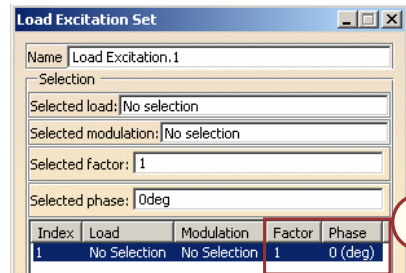 Load Excitation Set
Name Load Excitation.1
Selection
Selected load: No selection
Selected modulation: No selection
Selected factor: 1
Selected phase: 0deg
Index Load Modulation Factor Phase
1 No Selection No Selection 1 0 (deg)